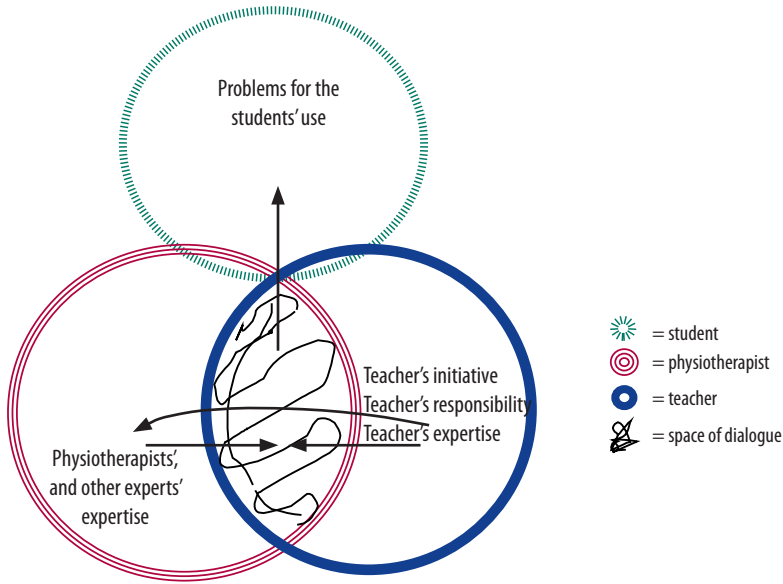 Problems for the
students’ use
Teacher’s initiative
Teacher’s responsibility
Teacher’s expertise
Physiotherapists’,
and other experts’
expertise
= student
= physiotherapist
= teacher
= space of dialogue